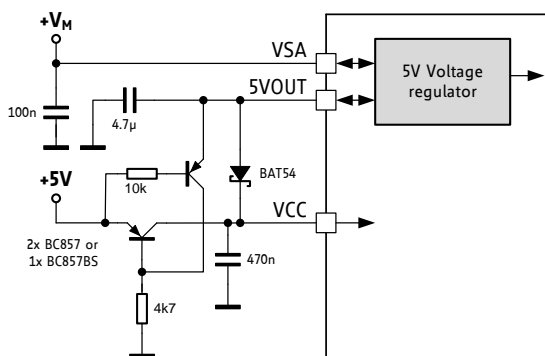 +VM
VSA
5VOUT
5V Voltage
regulator
100n
4.7µ
+5V
10k
BAT54
VCC
2x BC857 or
1x BC857BS
470n
4k7